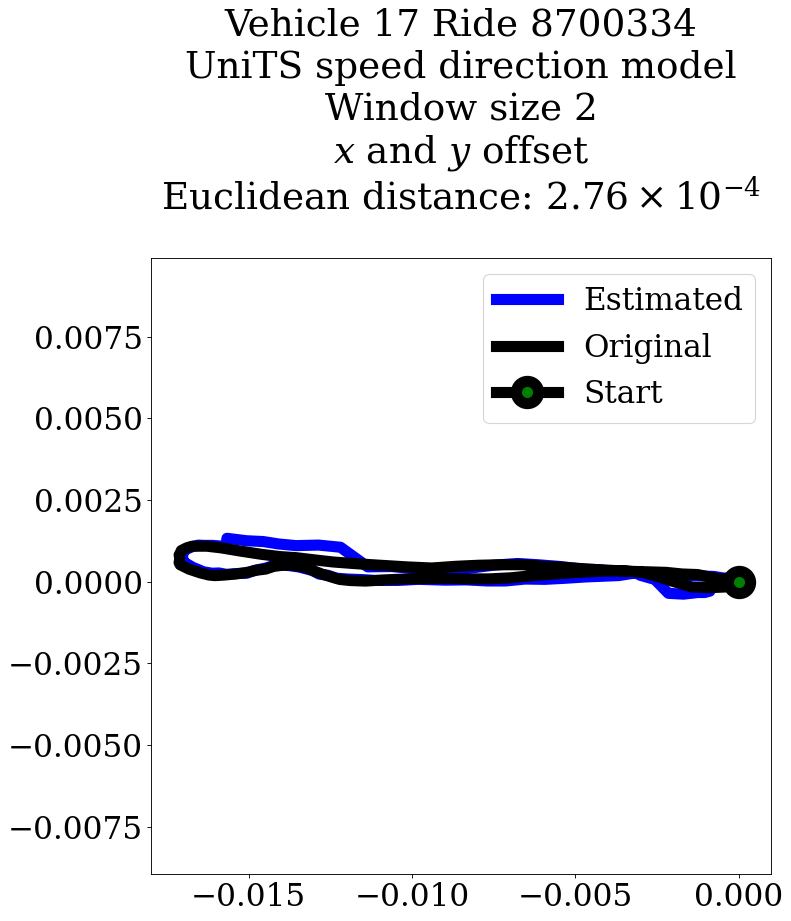 Vehicle 17 Ride 8700334
UniTS speed direction model
Window size 2
x and y offset
Euclidean distance: 2.76 × 10⁻⁴
Estimated
Original
Start
0.0075
0.0050
0.0025
0.0000
−0.0025
−0.0050
−0.0075
−0.015 −0.010 −0.005 0.000